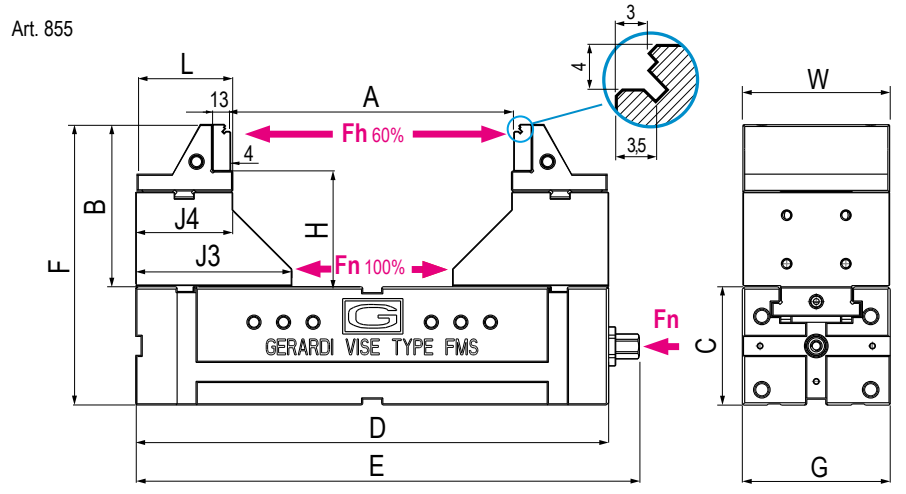 Art. 855
3
4
3,5
L
13
A
W
Fh 60%
4
B
F
J4
H
J3
Fn 100%
Fn
C
G
GERARDI VISE TYPE FMS
D
E
G